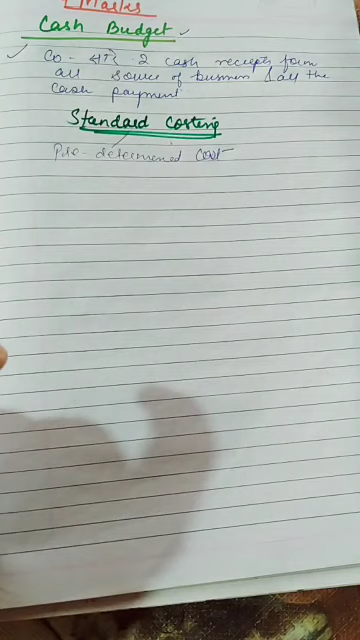 Marks
Cash Budget
Co - सारे - 2 cash receipts from
all source of business & all the
cash payment
Standard costing
Pre-determined cost